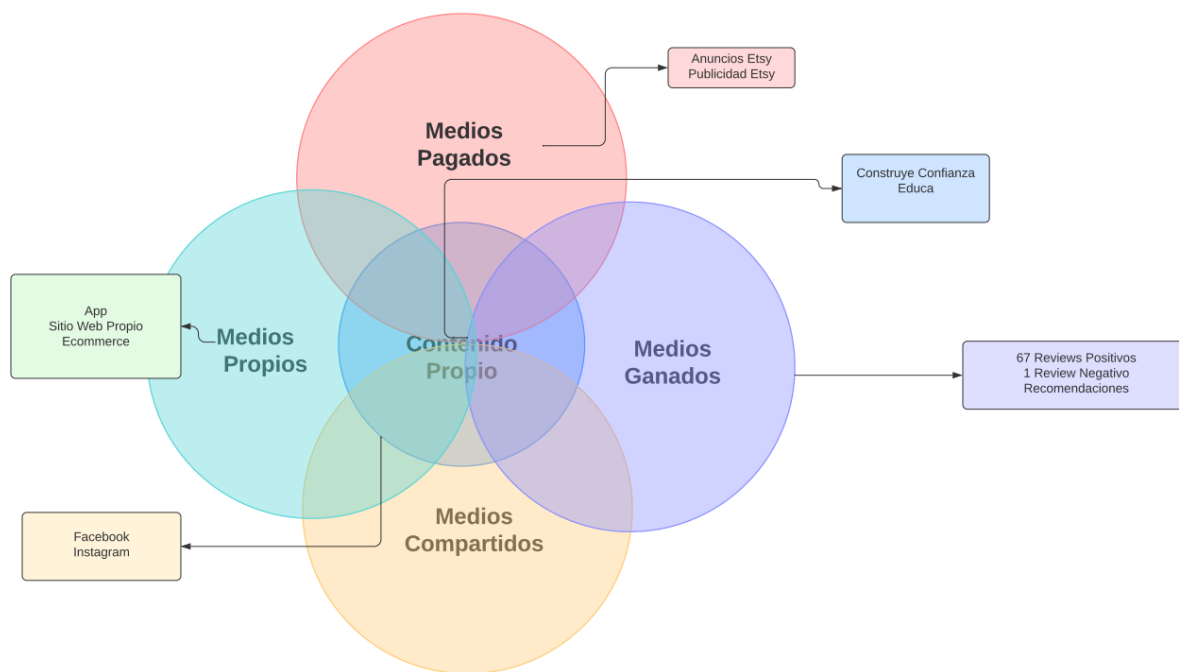 Anuncios Etsy
Publicidad Etsy
Medios
Pagados
Construye Confianza
Educa
App
Sitio Web Propio
Ecommerce
Medios
Propios
Contenido
Propio
Medios
Ganados
67 Reviews Positivos
1 Review Negativo
Recomendaciones
Medios
Compartidos
Facebook
Instagram